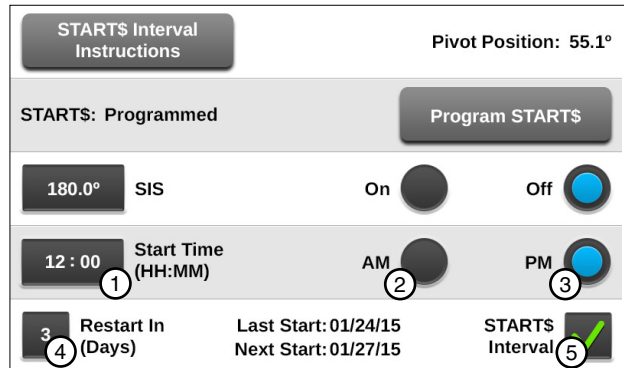 START$ Interval
Instructions
Pivot Position: 55.1º
START$: Programmed
Program START$
180.0º SIS On Off
12 : 00 Start Time
(HH:MM) AM PM
1 2 3
3 Restart In
(Days)
Last Start: 01/24/15
Next Start: 01/27/15
START$
Interval
4 5